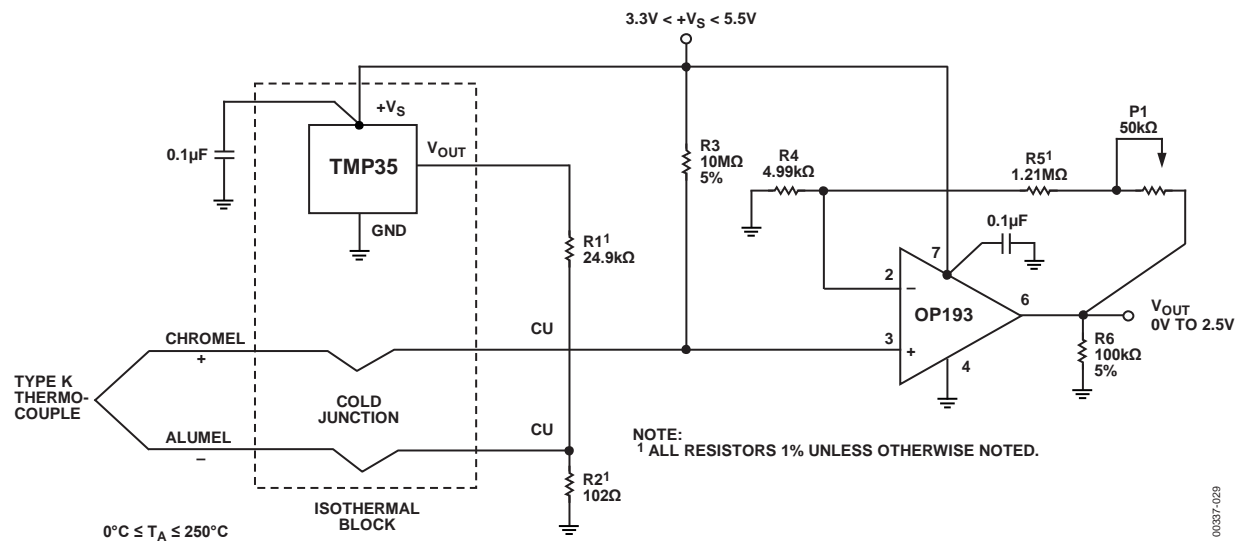 3.3V < +VS < 5.5V
P1
50kΩ
+VS
0.1µF
TMP35
VOUT
GND
R3
10MΩ
5%
R4
4.99kΩ
R5¹
1.21MΩ
0.1µF
R1¹
24.9kΩ
7
2
−
OP193
6
3
+
4
VOUT
0V TO 2.5V
R6
100kΩ
5%
CHROMEL
+
CU
TYPE K
THERMO-
COUPLE
COLD
JUNCTION
ALUMEL
−
CU
NOTE:
¹ ALL RESISTORS 1% UNLESS OTHERWISE NOTED.
R2¹
102Ω
ISOTHERMAL
BLOCK
0°C ≤ TA ≤ 250°C
00337-029